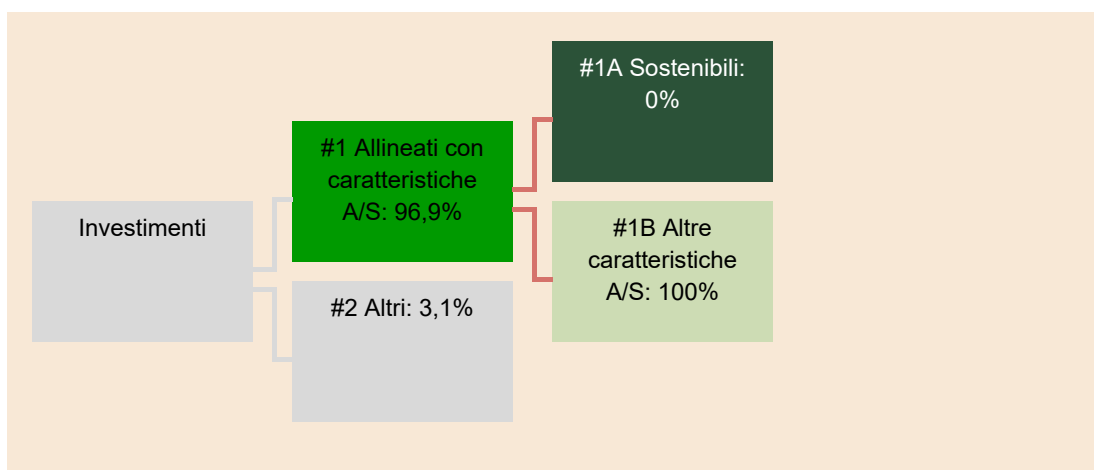 Investimenti
#1 Allineati con
caratteristiche
A/S: 96,9%
#2 Altri: 3,1%
#1A Sostenibili:
0%
#1B Altre
caratteristiche
A/S: 100%